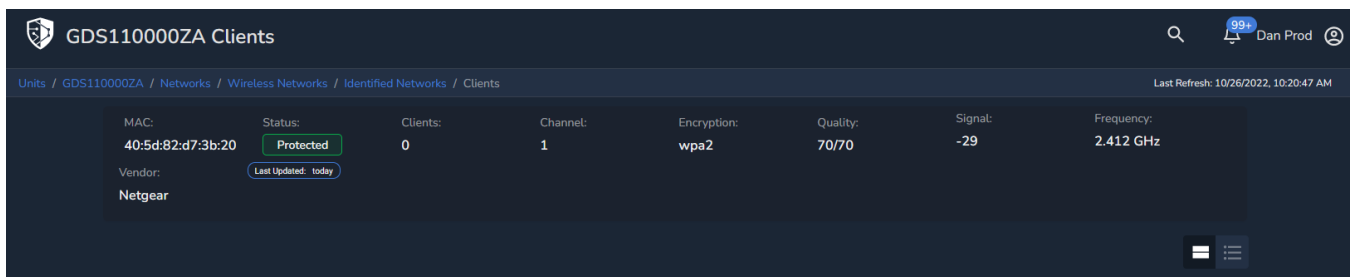 GDS110000ZA Clients
99+
Dan Prod
Units / GDS110000ZA / Networks / Wireless Networks / Identified Networks / Clients
Last Refresh: 10/26/2022, 10:20:47 AM
MAC: Status: Clients: Channel: Encryption: Quality: Signal: Frequency:
40:5d:82:d7:3b:20 Protected 0 1 wpa2 70/70 -29 2.412 GHz
Vendor: Last Updated: today
Netgear